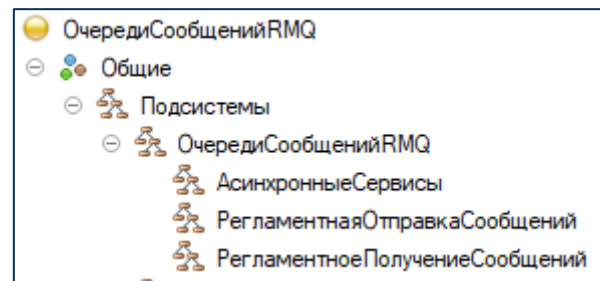 ОчередиСообщенийRMQ
Общие
Подсистемы
ОчередиСообщенийRMQ
АсинхронныеСервисы
РегламентнаяОтправкаСообщений
РегламентноеПолучениеСообщений